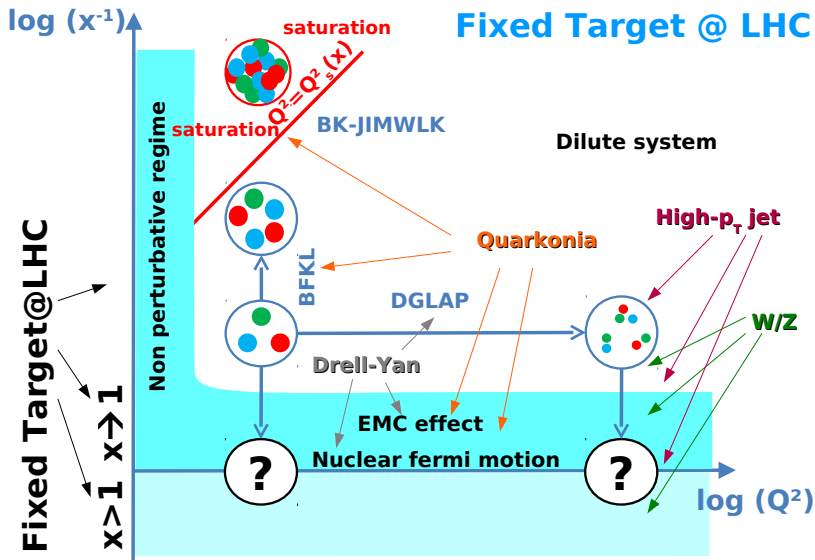 log (x⁻¹)
Fixed Target @ LHC
saturation
Q²=Q²ₛ(x)
saturation
BK-JIMWLK
Dilute system
Non perturbative regime
High-p_T jet
Quarkonia
BFKL
DGLAP
W/Z
Drell-Yan
Fixed Target@LHC
x→1
EMC effect
Nuclear fermi motion
?
?
x>1
log (Q²)